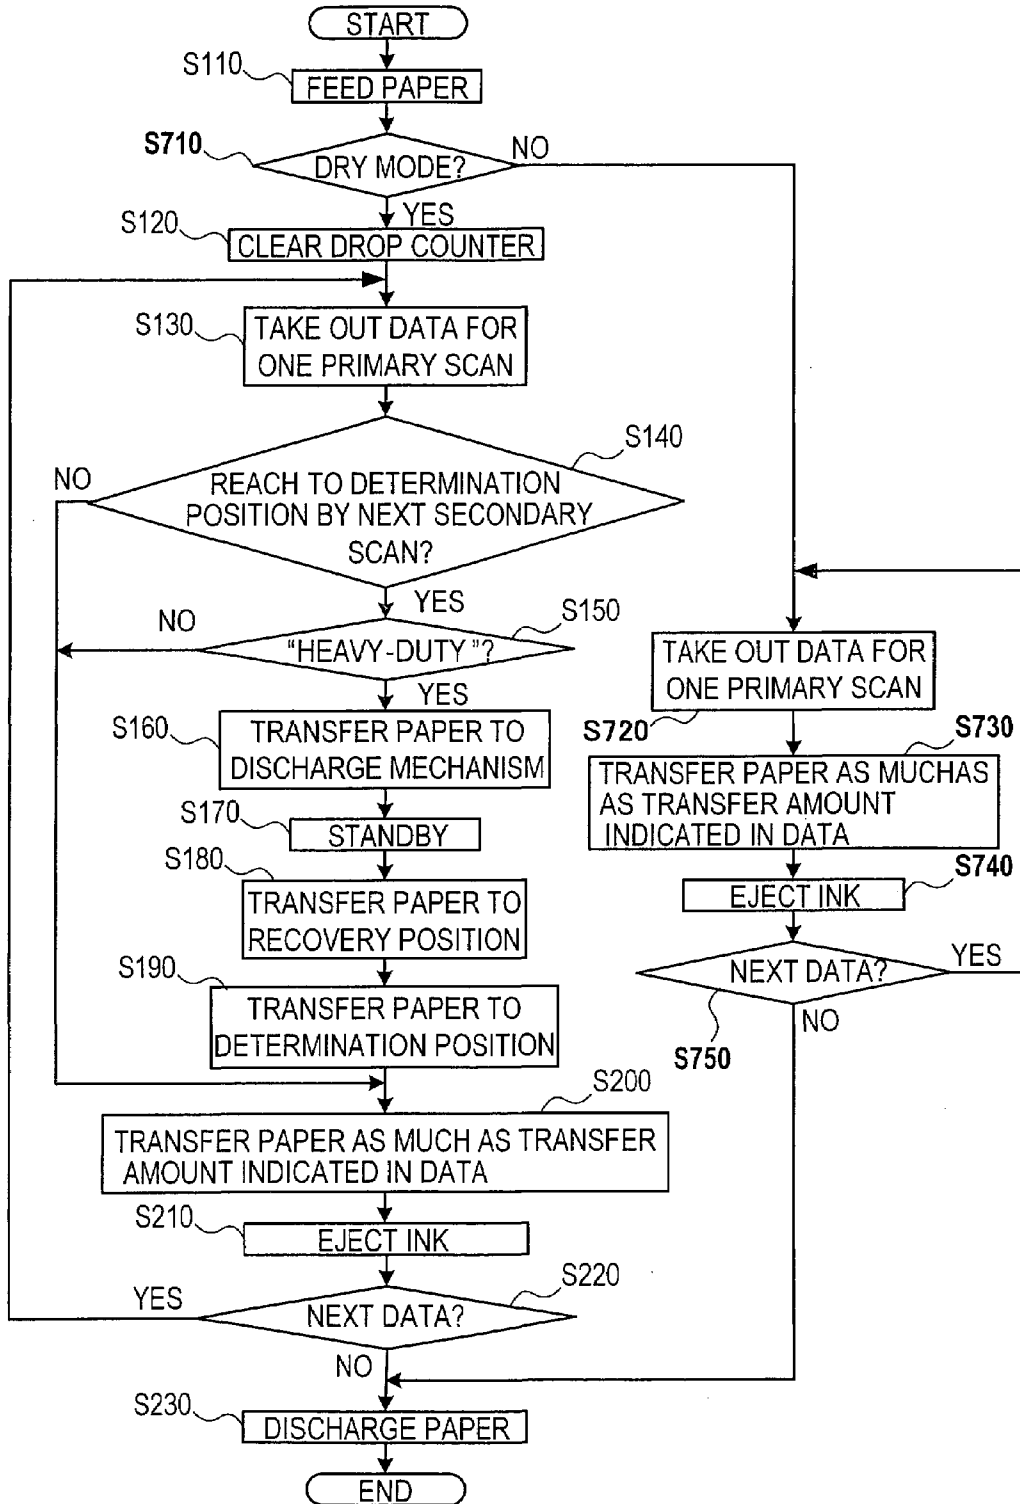 START
S110
FEED PAPER
S710
DRY MODE?
NO
YES
S120
CLEAR DROP COUNTER
S130
TAKE OUT DATA FOR
ONE PRIMARY SCAN
S140
NO
REACH TO DETERMINATION
POSITION BY NEXT SECONDARY
SCAN?
YES
S150
NO
"HEAVY-DUTY"?
YES
S160
TRANSFER PAPER TO
DISCHARGE MECHANISM
S170
STANDBY
S180
TRANSFER PAPER TO
RECOVERY POSITION
S190
TRANSFER PAPER TO
DETERMINATION POSITION
S200
TRANSFER PAPER AS MUCH AS TRANSFER
AMOUNT INDICATED IN DATA
S210
EJECT INK
S220
YES
NEXT DATA?
NO
TAKE OUT DATA FOR
ONE PRIMARY SCAN
S720
S730
TRANSFER PAPER AS MUCHAS
AS TRANSFER AMOUNT
INDICATED IN DATA
S740
EJECT INK
NEXT DATA?
YES
NO
S750
S230
DISCHARGE PAPER
END